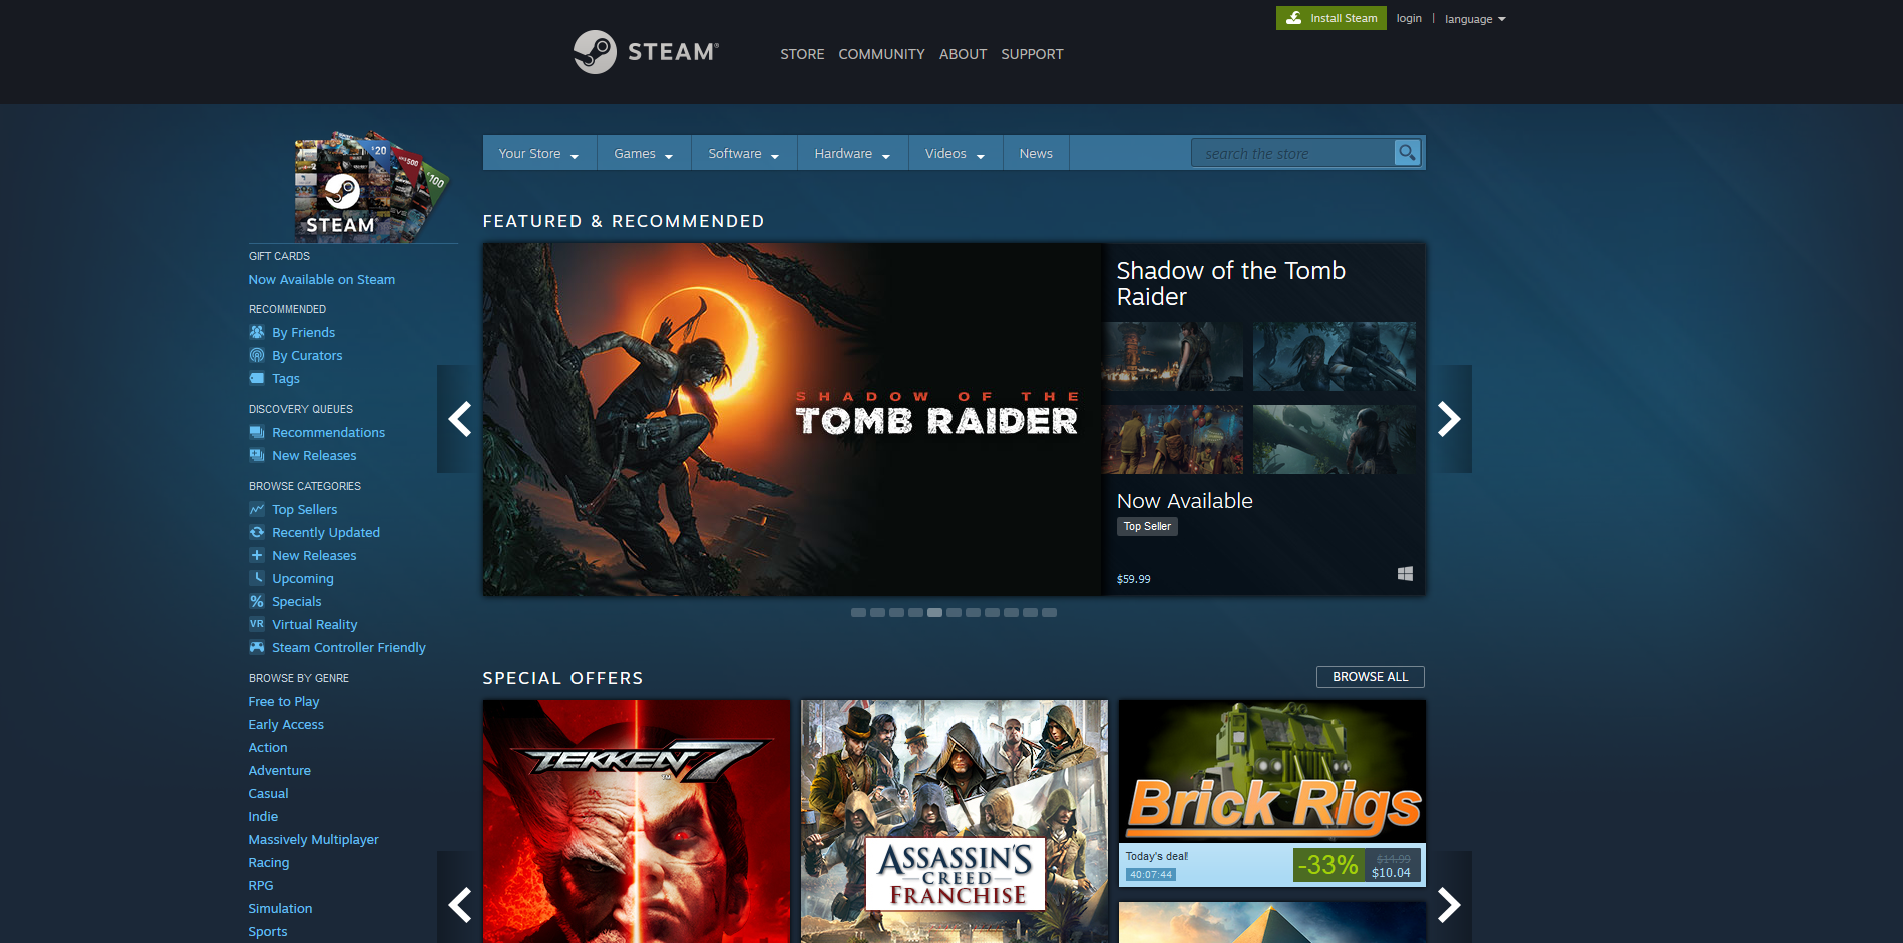 Install Steam
login
language
STEAM®
STORE
COMMUNITY
ABOUT
SUPPORT
$20
500
£100
STEAM
Your Store
Games
Software
Hardware
Videos
News
search the store
GIFT CARDS
Now Available on Steam
RECOMMENDED
By Friends
By Curators
Tags
DISCOVERY QUEUES
Recommendations
New Releases
BROWSE CATEGORIES
Top Sellers
Recently Updated
New Releases
Upcoming
Specials
VR Virtual Reality
Steam Controller Friendly
BROWSE BY GENRE
Free to Play
Early Access
Action
Adventure
Casual
Indie
Massively Multiplayer
Racing
RPG
Simulation
Sports
FEATURED & RECOMMENDED
SHADOW OF THE
TOMB RAIDER
Shadow of the Tomb
Raider
Now Available
Top Seller
$59.99
SPECIAL OFFERS
BROWSE ALL
TEKKEN 7
TM
ASSASSIN'S
CREED
FRANCHISE
Brick Rigs
Today's deal!
40:07:44
-33%
$14.99
$10.04